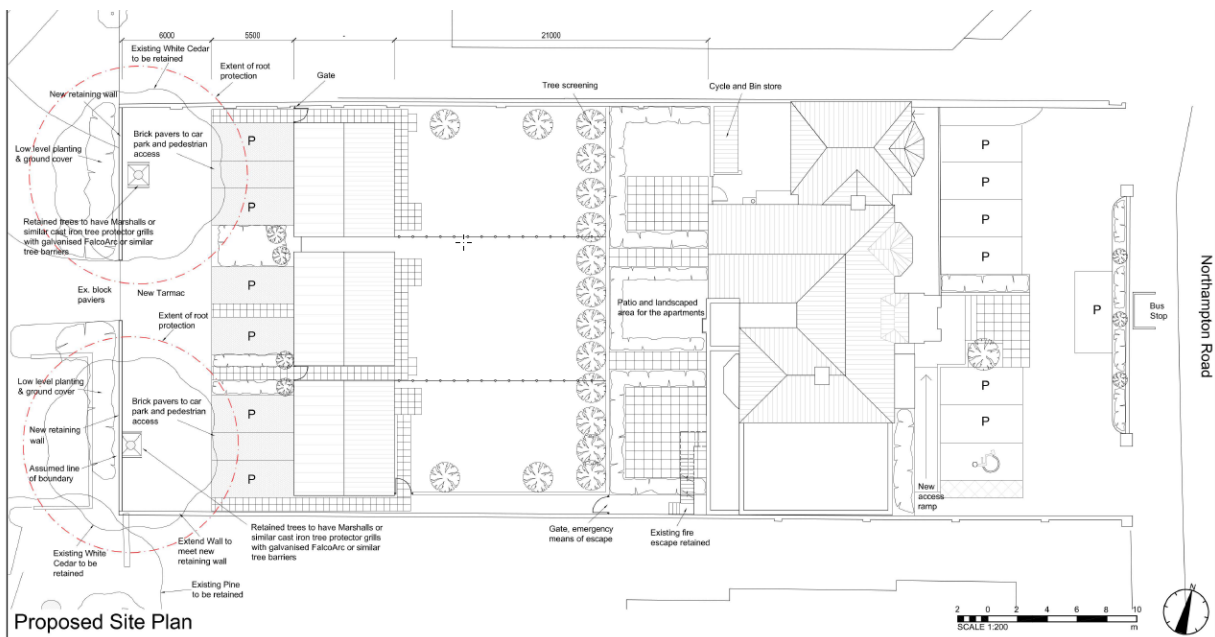 6000
5500
-
21000
Existing White Cedar
to be retained
Extent of root
protection
Gate
Tree screening
Cycle and Bin store
New retaining wall
Brick pavers to car
park and pedestrian
access
P
P
Low level planting
& ground cover
P
P
P
P
P
Retained trees to have Marshalls or
similar cast iron tree protector grills
with galvanised FalcoArc or similar
tree barriers
Ex. block
paviers
New Tarmac
P
Extent of root
protection
P
Patio and landscaped
area for the apartments
P
Bus
Stop
Northampton Road
Low level planting
& ground cover
Brick pavers to car
park and pedestrian
access
P
P
P
New retaining
wall
Assumed line
of boundary
P
P
New
access
ramp
Existing White
Cedar to be
retained
Extend Wall to
meet new
retaining wall
Retained trees to have Marshalls or
similar cast iron tree protector grills
with galvanised FalcoArc or similar
tree barriers
Gate, emergency
means of escape
Existing fire
escape retained
Existing Pine
to be retained
Proposed Site Plan
2 0 2 4 6 8 10
SCALE 1:200
m
N